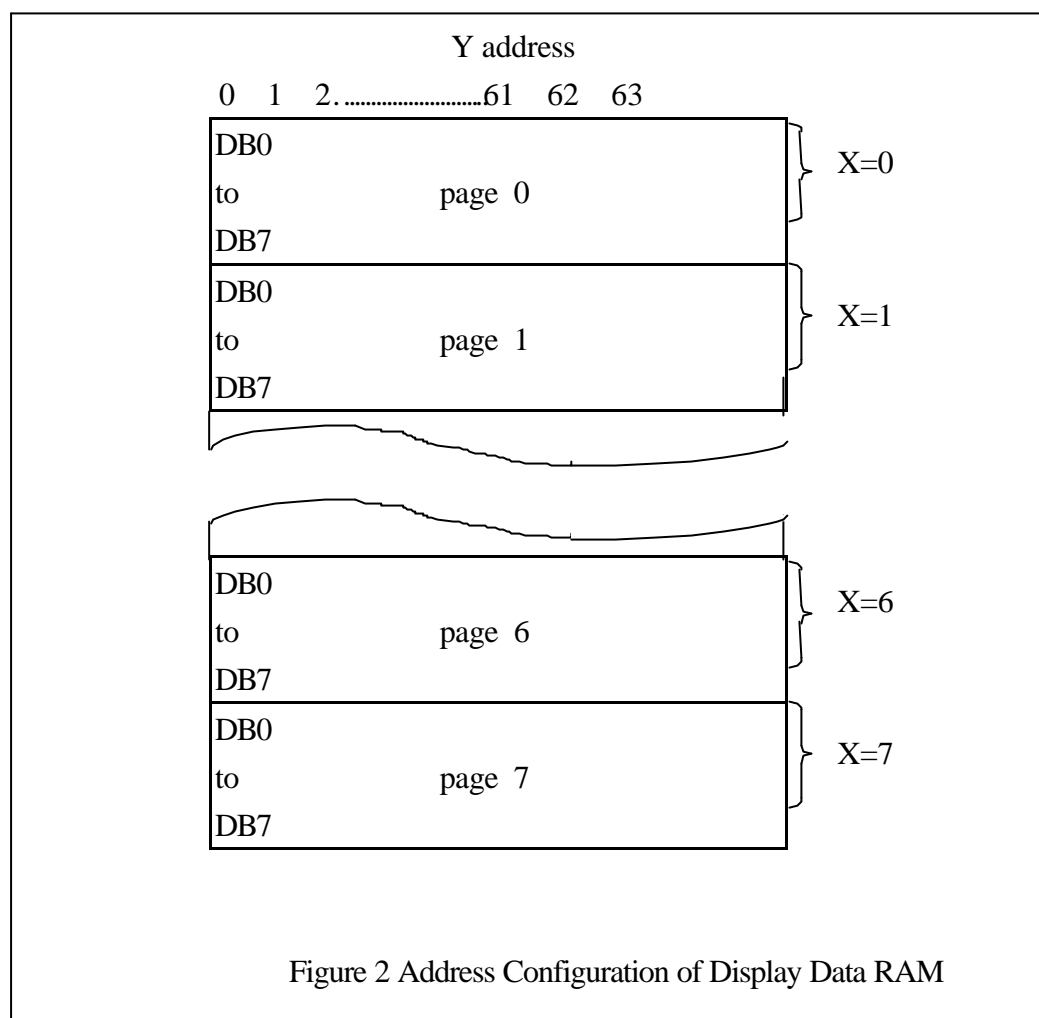 Y address
0 1 2..........................61 62 63
DB0
to page 0
DB7
X=0
DB0
to page 1
DB7
X=1
DB0
to page 6
DB7
X=6
DB0
to page 7
DB7
X=7
Figure 2 Address Configuration of Display Data RAM